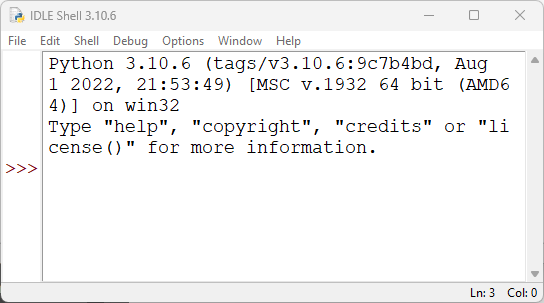 IDLE Shell 3.10.6
File Edit Shell Debug Options Window Help
Python 3.10.6 (tags/v3.10.6:9c7b4bd, Aug
1 2022, 21:53:49) [MSC v.1932 64 bit (AMD6
4)] on win32
Type "help", "copyright", "credits" or "li
cense()" for more information.
>>>
Ln: 3 Col: 0